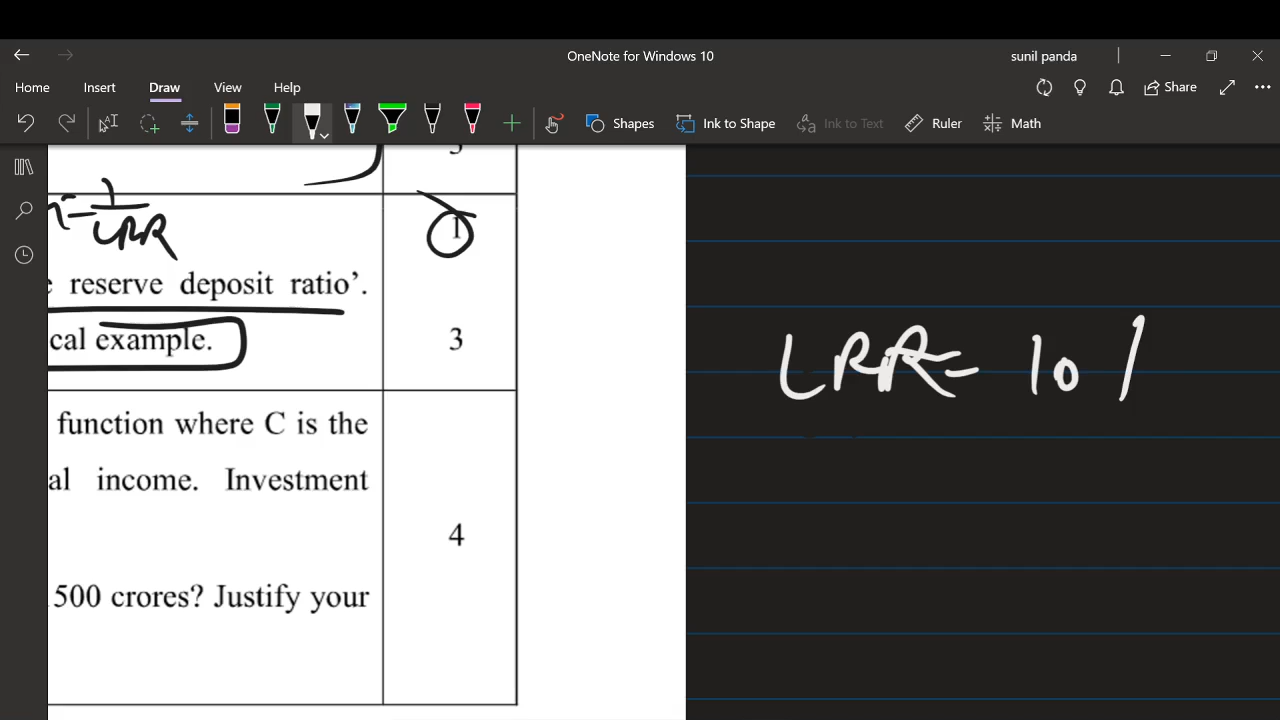 OneNote for Windows 10
sunil panda
Home Insert Draw View Help
Share
Shapes Ink to Shape Ink to Text Ruler Math
1
LRR
1
reserve deposit ratio’.
cal example.
3
LRR = 10 /
function where C is the
al income. Investment
4
500 crores? Justify your